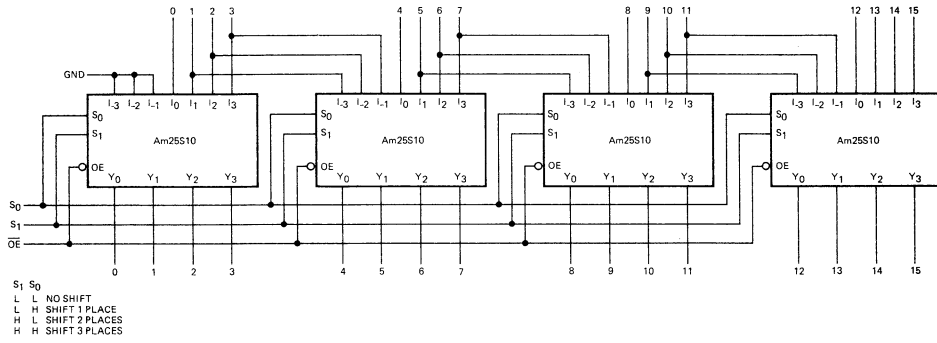 0 1 2 3 4 5 6 7 8 9 10 11 12 13 14 15
GND
I-3 I-2 I-1 I0 I1 I2 I3 I-3 I-2 I-1 I0 I1 I2 I3 I-3 I-2 I-1 I0 I1 I2 I3 I-3 I-2 I-1 I0 I1 I2 I3
S0 S0 S0 S0
S1 Am25S10 S1 Am25S10 S1 Am25S10 S1 Am25S10
OE OE OE OE
Y0 Y1 Y2 Y3 Y0 Y1 Y2 Y3 Y0 Y1 Y2 Y3 Y0 Y1 Y2 Y3
S0
S1
O̅E̅
0 1 2 3 4 5 6 7 8 9 10 11 12 13 14 15
S1 S0
L L NO SHIFT
L H SHIFT 1 PLACE
H L SHIFT 2 PLACES
H H SHIFT 3 PLACES